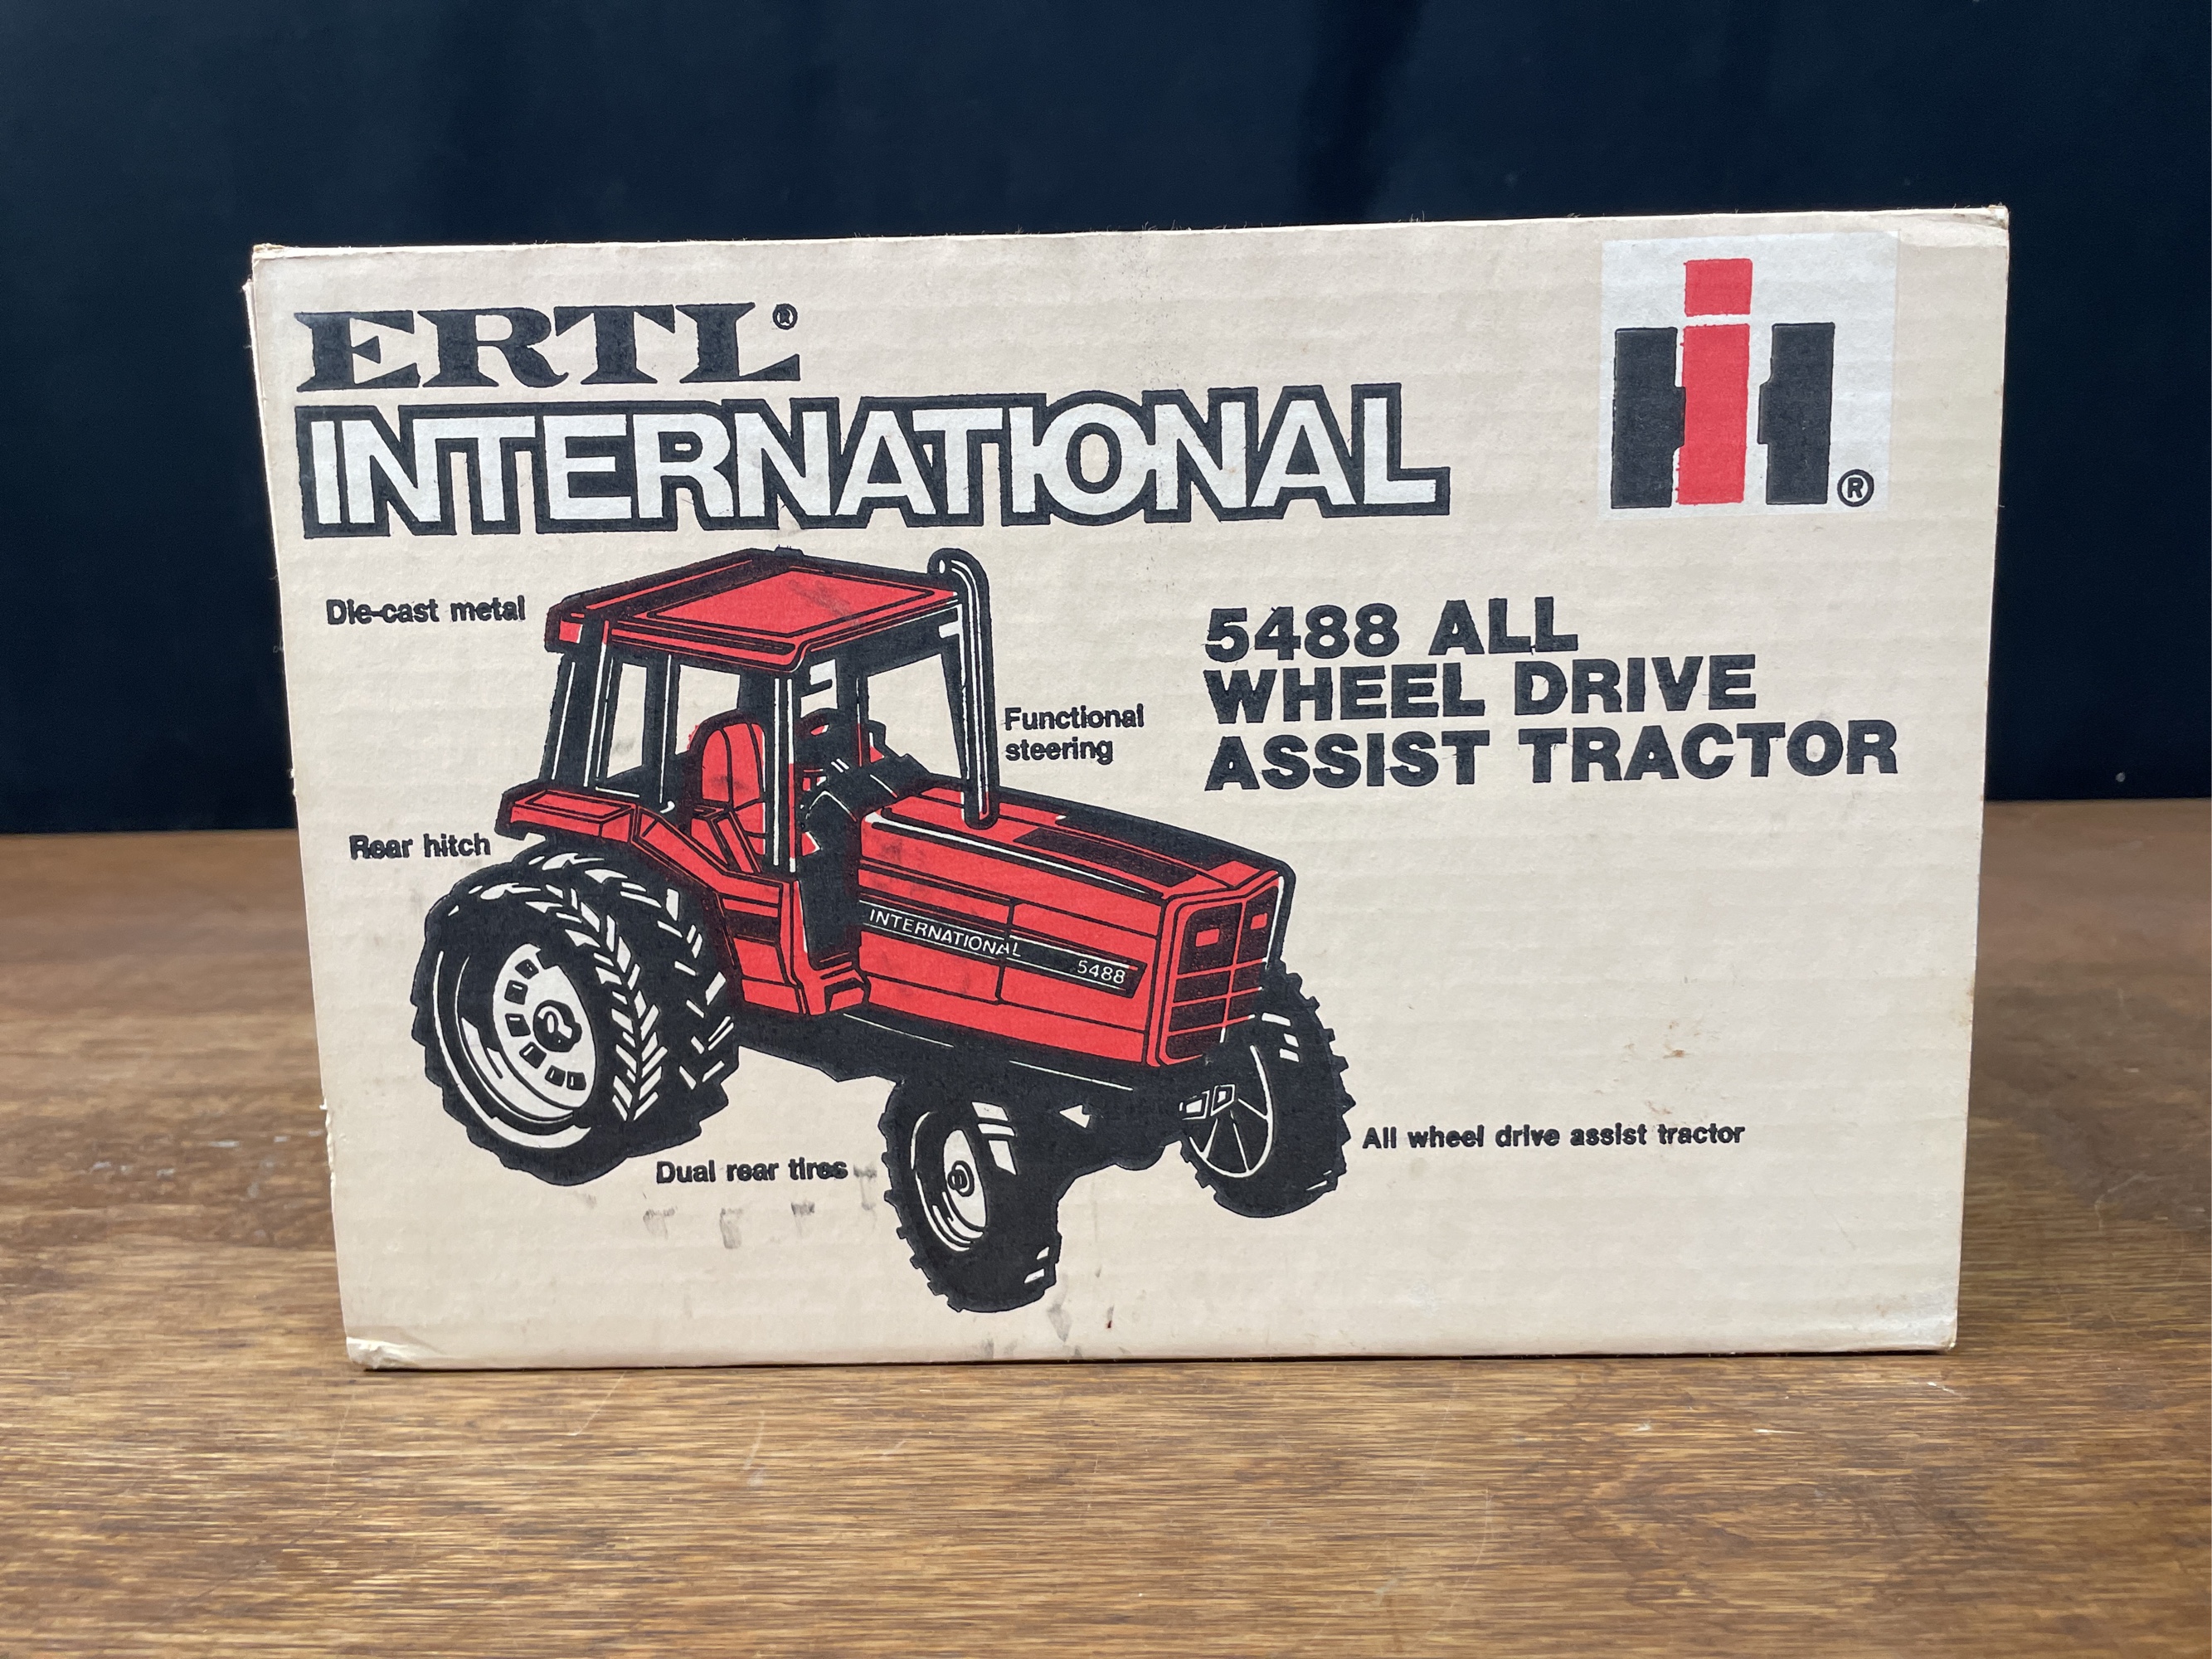 ERTL®
INTERNATIONAL
IH®
Die-cast metal
5488 ALL
WHEEL DRIVE
ASSIST TRACTOR
Functional
steering
Rear hitch
INTERNATIONAL 5488
All wheel drive assist tractor
Dual rear tires